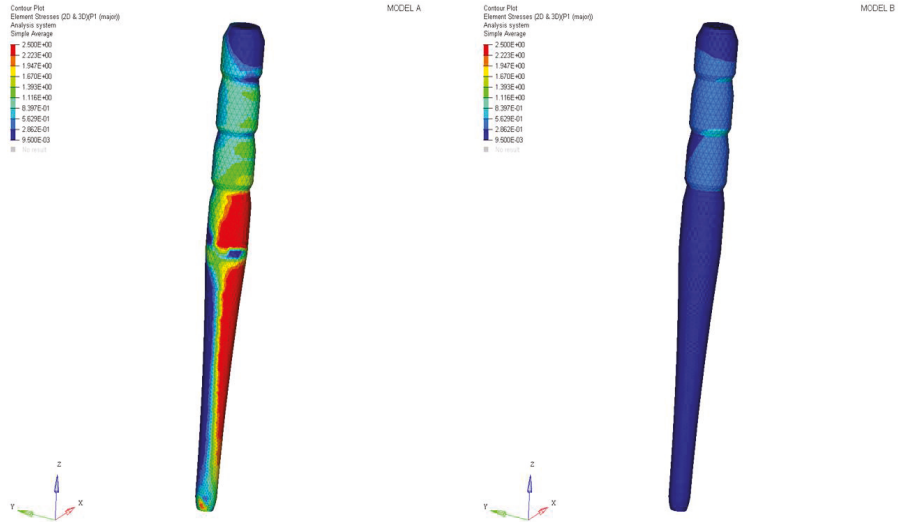 Contour Plot
Element Stresses (2D & 3D)(P1 (major))
Analysis system
Simple Average
2.500E+00
2.223E+00
1.947E+00
1.670E+00
1.393E+00
1.116E+00
8.397E-01
5.629E-01
2.862E-01
9.500E-03
No result
MODEL A
Z
Y
X
Contour Plot
Element Stresses (2D & 3D)(P1 (major))
Analysis system
Simple Average
2.500E+00
2.223E+00
1.947E+00
1.670E+00
1.393E+00
1.116E+00
8.397E-01
5.629E-01
2.862E-01
9.500E-03
No result
MODEL B
Z
Y
X